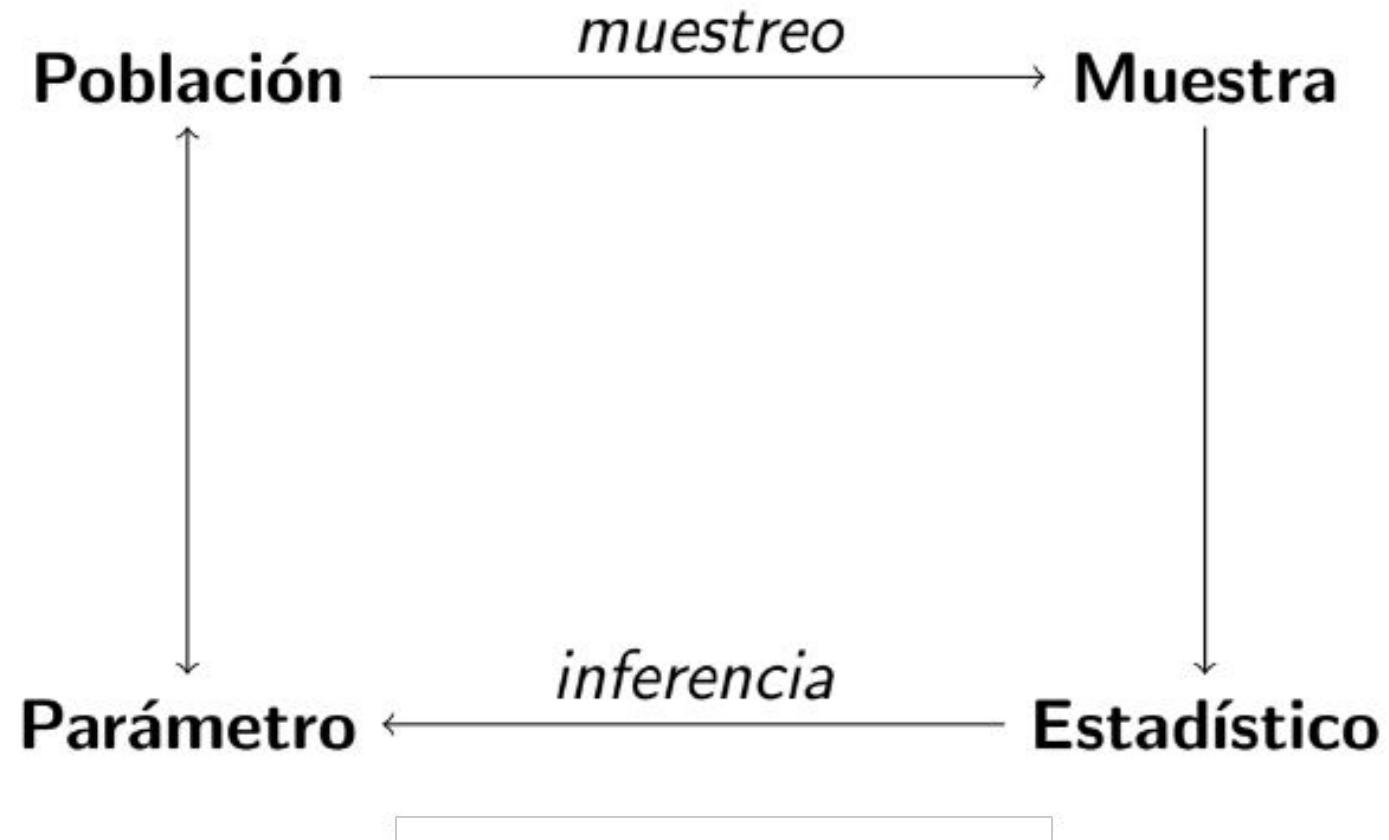 muestreo
Población
Muestra
inferencia
Parámetro
Estadístico